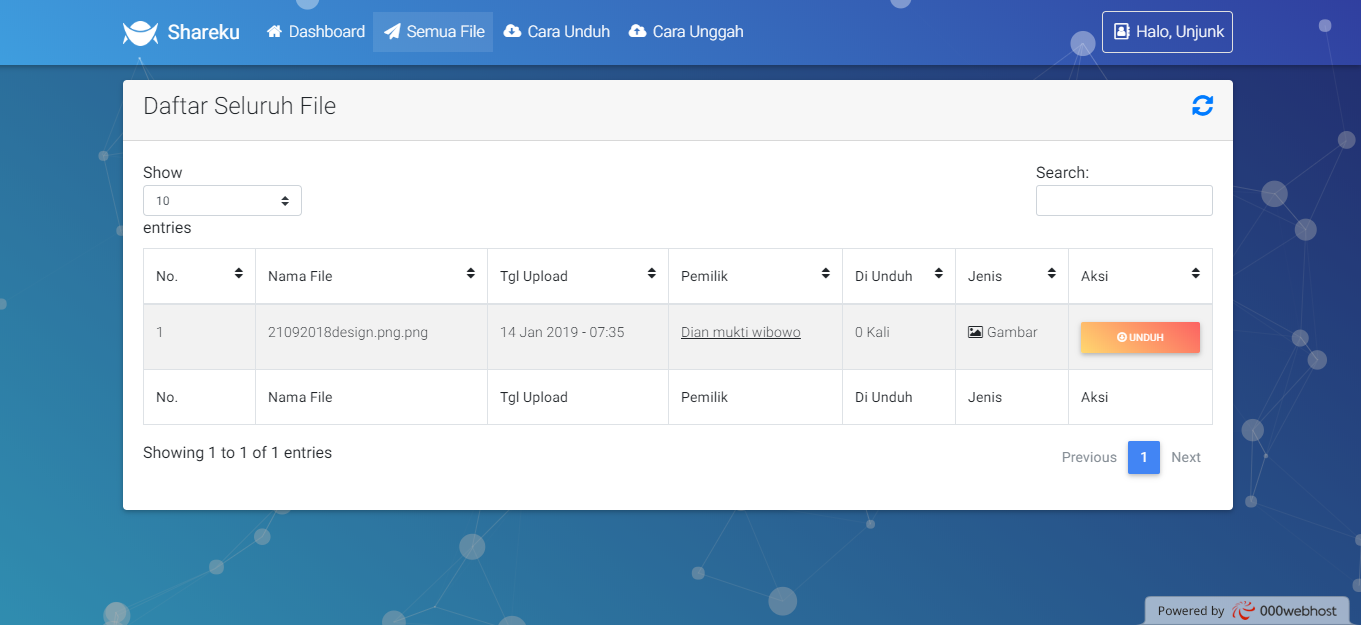 Shareku Dashboard Semua File Cara Unduh Cara Unggah Halo, Unjunk
Daftar Seluruh File
Show
10
entries
Search:
No. Nama File Tgl Upload Pemilik Di Unduh Jenis Aksi
1 21092018design.png.png 14 Jan 2019 - 07:35 Dian mukti wibowo 0 Kali Gambar UNDUH
No. Nama File Tgl Upload Pemilik Di Unduh Jenis Aksi
Showing 1 to 1 of 1 entries
Previous 1 Next
Powered by 000webhost